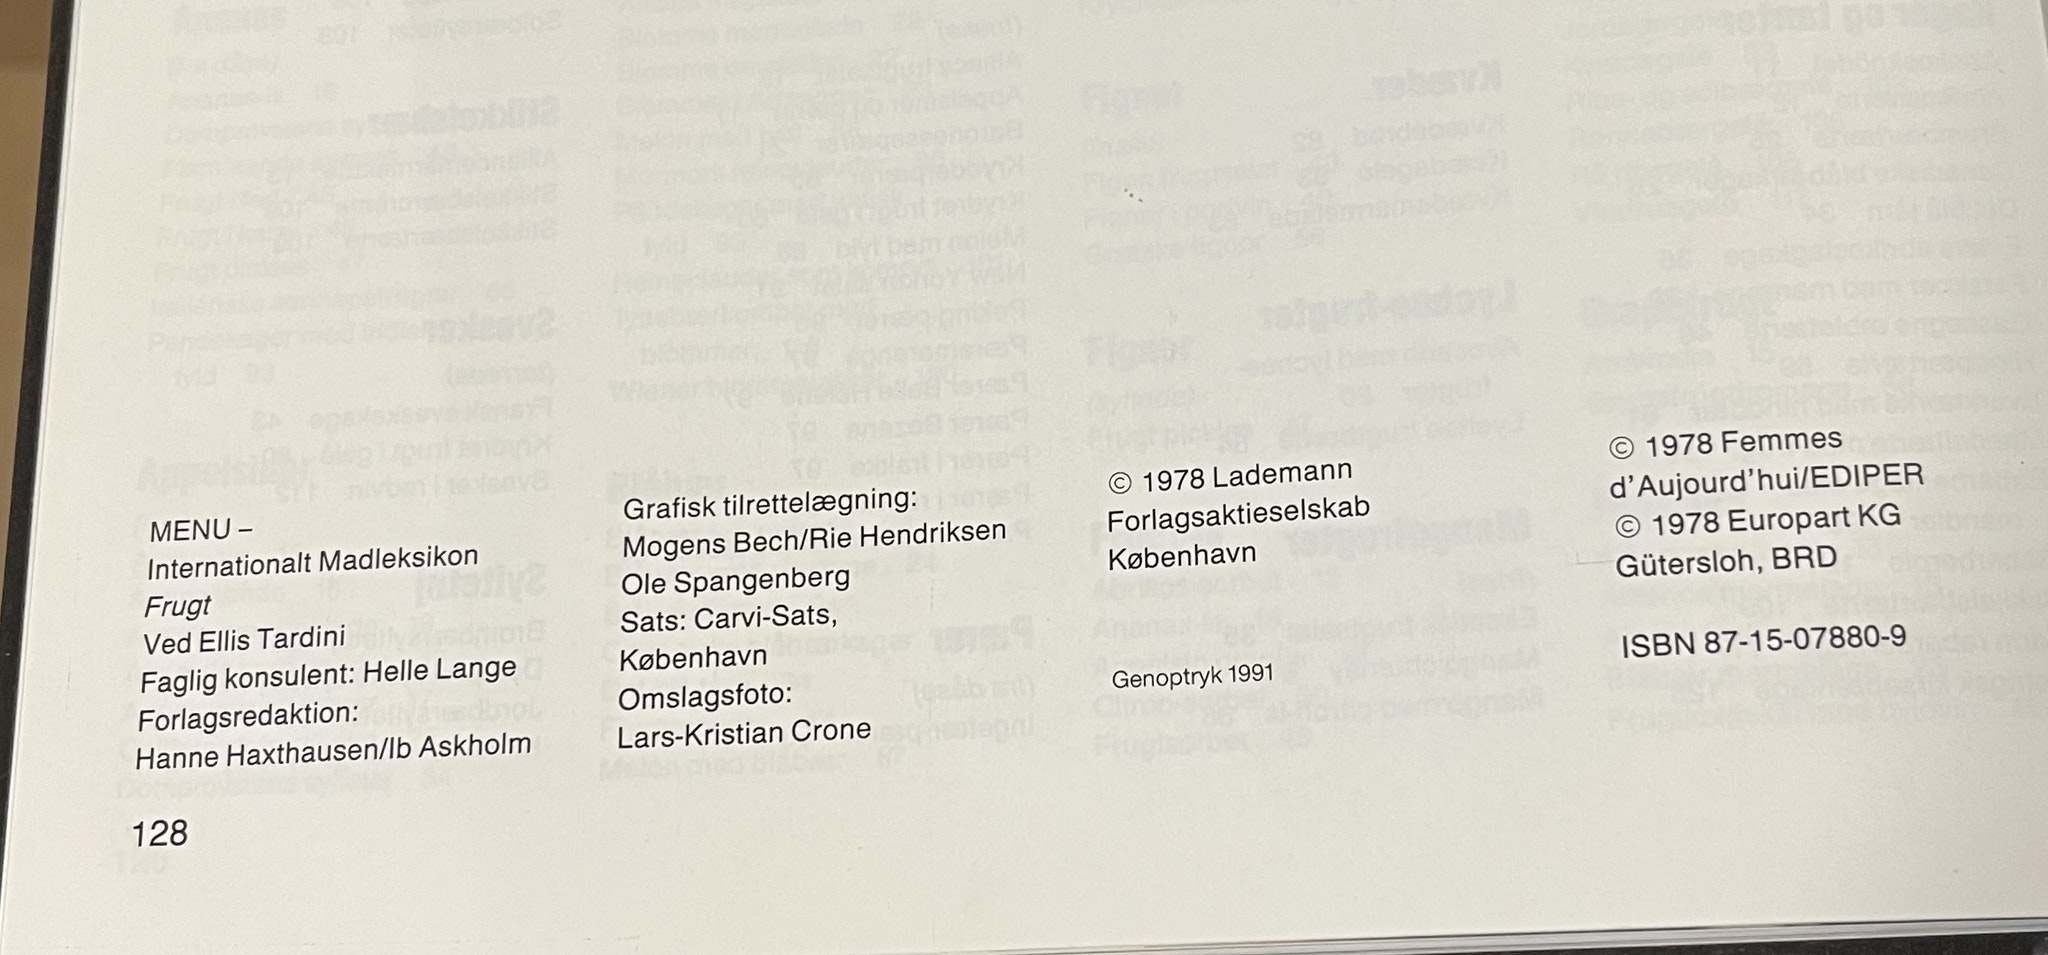 MENU –
Internationalt Madleksikon
Frugt
Ved Ellis Tardini
Faglig konsulent: Helle Lange
Forlagsredaktion:
Hanne Haxthausen/Ib Askholm
128
Grafisk tilrettelægning:
Mogens Bech/Rie Hendriksen
Ole Spangenberg
Sats: Carvi-Sats,
København
Omslagsfoto:
Lars-Kristian Crone
© 1978 Lademann
Forlagsaktieselskab
København
Genoptryk 1991
© 1978 Femmes
d'Aujourd'hui/EDIPER
© 1978 Europart KG
Gütersloh, BRD
ISBN 87-15-07880-9